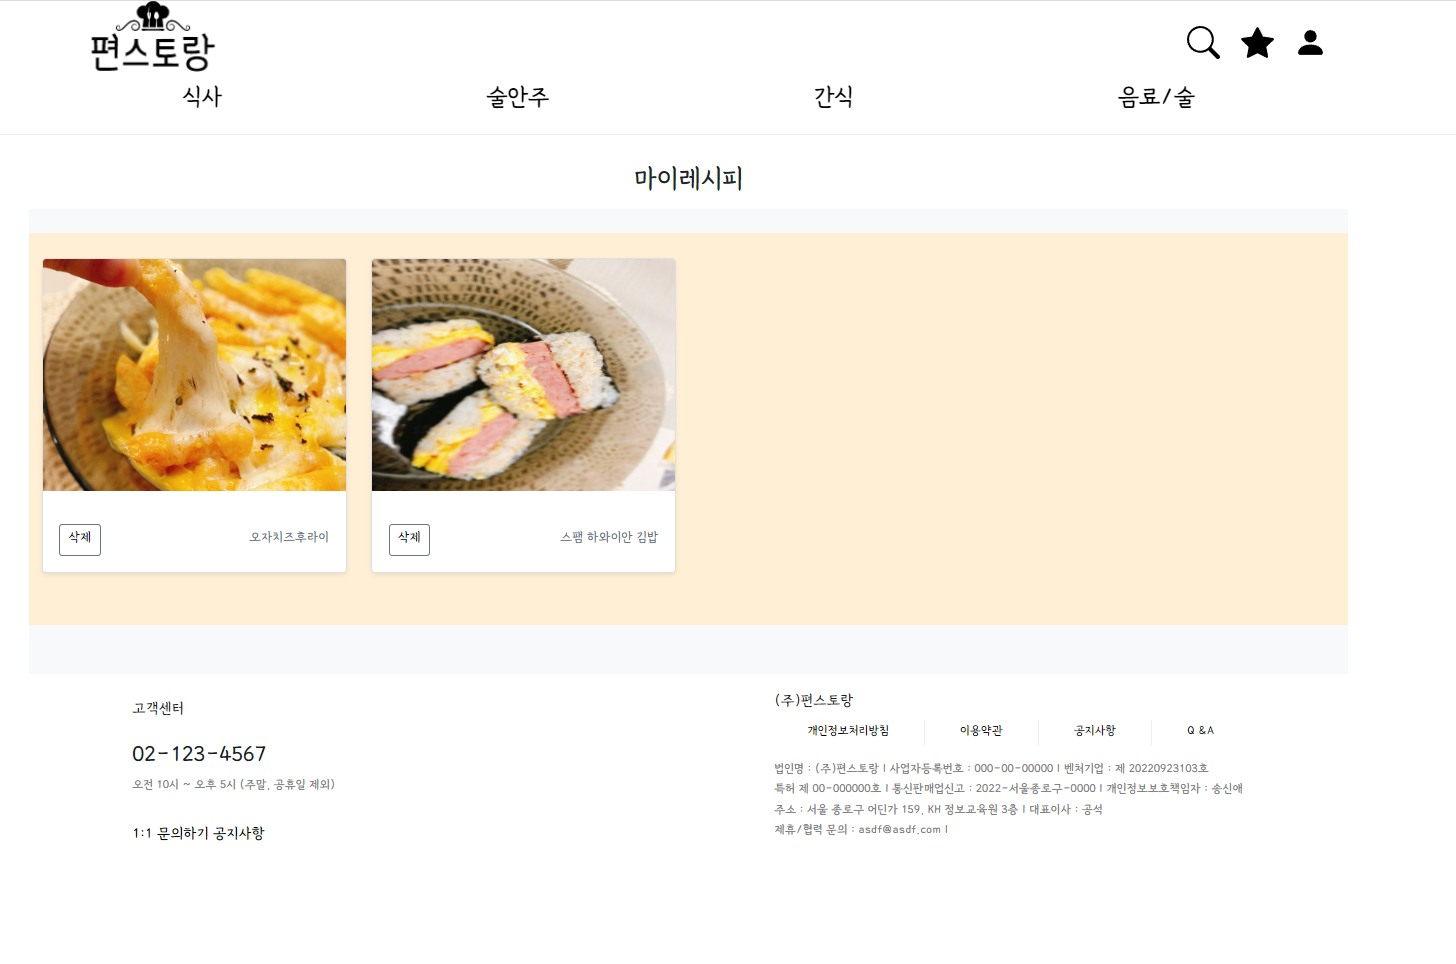 편스토랑
식사 술안주 간식 음료/술
마이레시피
삭제 오자치즈후라이
삭제 스팸 하와이안 김밥
고객센터
02-123-4567
오전 10시 ~ 오후 5시 (주말, 공휴일 제외)
1:1 문의하기 공지사항
(주)편스토랑
개인정보처리방침 이용약관 공지사항 Q &A
법인명 : (주)편스토랑 | 사업자등록번호 : 000-00-00000 | 벤처기업 : 제 20220923103호
특허 제 00-000000호 | 통신판매업신고 : 2022-서울종로구-0000 | 개인정보보호책임자 : 송신애
주소 : 서울 종로구 어딘가 159, KH 정보교육원 3층 | 대표이사 : 공석
제휴/협력 문의 : asdf@asdf.com |